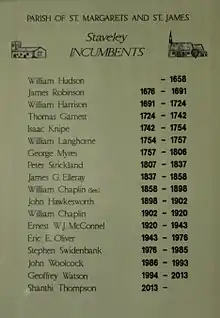 PARISH OF ST. MARGARETS AND ST. JAMES
Staveley
INCUMBENTS
William Hudson - 1658
James Robinson 1676 - 1691
William Harrison 1691 - 1724
Thomas Garnett 1724 - 1742
Isaac Knipe 1742 - 1754
William Langhorne 1754 - 1757
George Myres 1757 - 1806
Peter Strickland 1807 - 1837
James G. Elleray 1837 - 1858
William Chaplin (Sen.) 1858 - 1898
John Hawkesworth 1898 - 1902
William Chaplin 1902 - 1920
Ernest W.J. McGonnel 1920 - 1943
Eric E. Oliver 1943 - 1976
Stephen Swidenbank 1976 - 1985
John Woolcock 1986 - 1993
Geoffrey Watson 1994 - 2013
Shanthi Thompson 2013 -